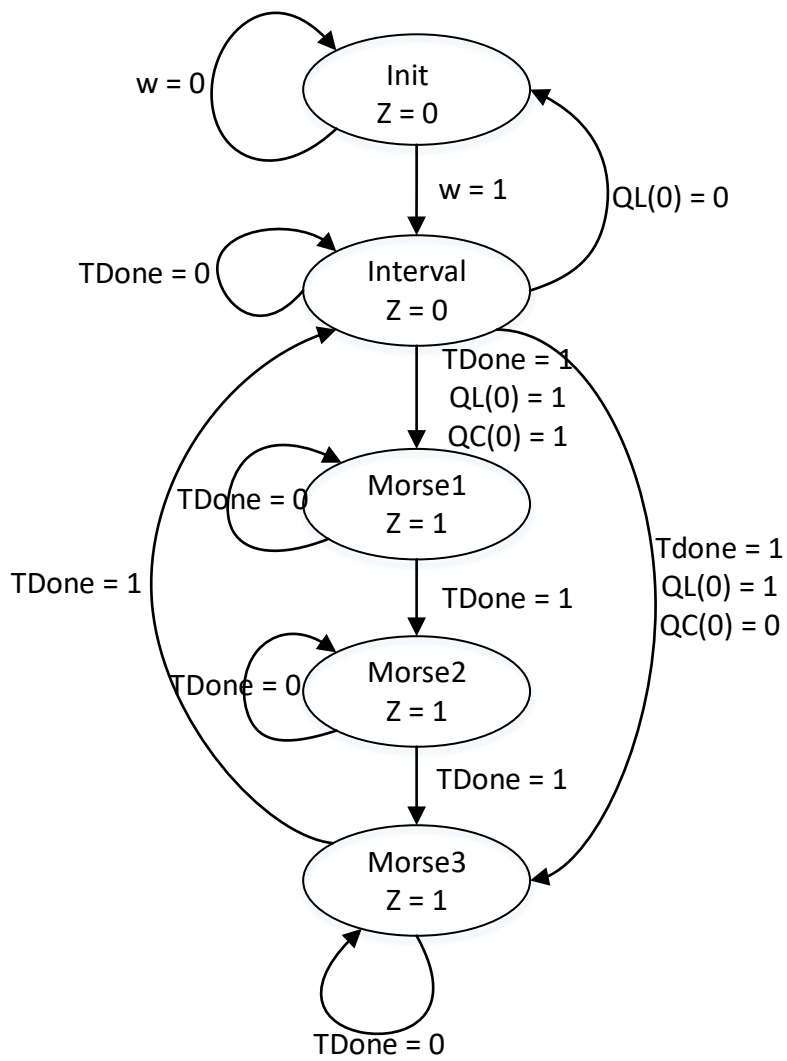 Init
Z = 0
w = 0
w = 1
QL(0) = 0
TDone = 0
Interval
Z = 0
TDone = 1
QL(0) = 1
QC(0) = 1
Morse1
Z = 1
TDone = 0
Tdone = 1
QL(0) = 1
QC(0) = 0
TDone = 1
TDone = 1
Morse2
Z = 1
TDone = 0
TDone = 1
Morse3
Z = 1
TDone = 0